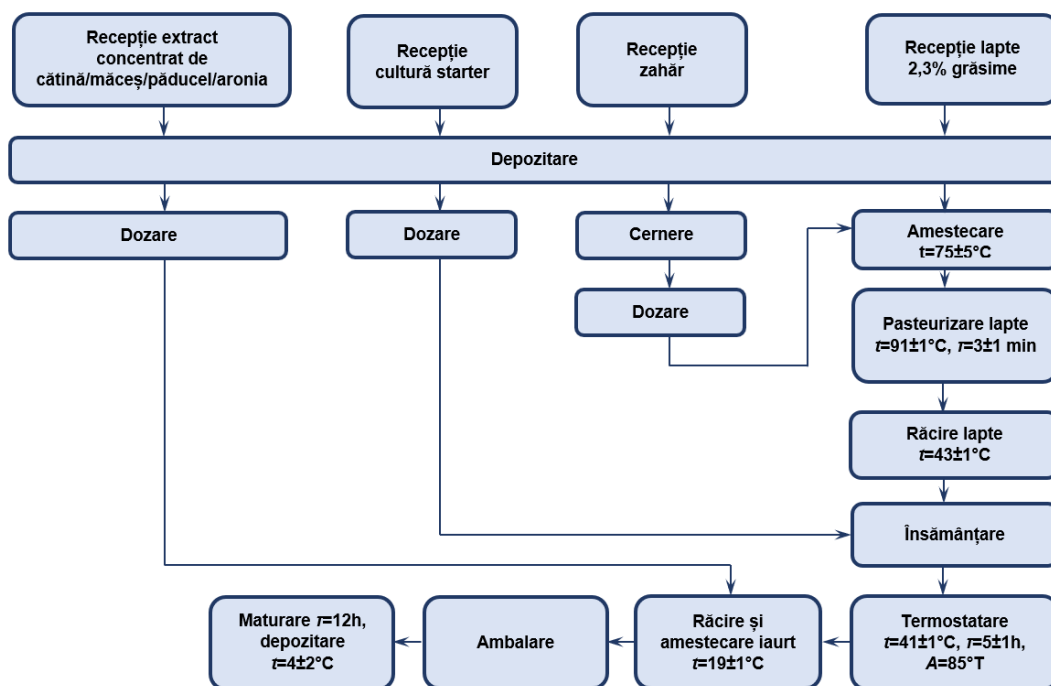 Recepție extract
concentrat de
cătină/măceș/păducel/aronia
Recepție
cultură starter
Recepție
zahăr
Recepție lapte
2,3% grăsime
Depozitare
Dozare
Dozare
Cernere
Amestecare
t=75±5°C
Dozare
Pasteurizare lapte
t=91±1°C, τ=3±1 min
Răcire lapte
t=43±1°C
Însămânțare
Maturare τ=12h,
depozitare
t=4±2°C
Ambalare
Răcire și
amestecare iaurt
t=19±1°C
Termostatare
t=41±1°C, τ=5±1h,
A=85°T